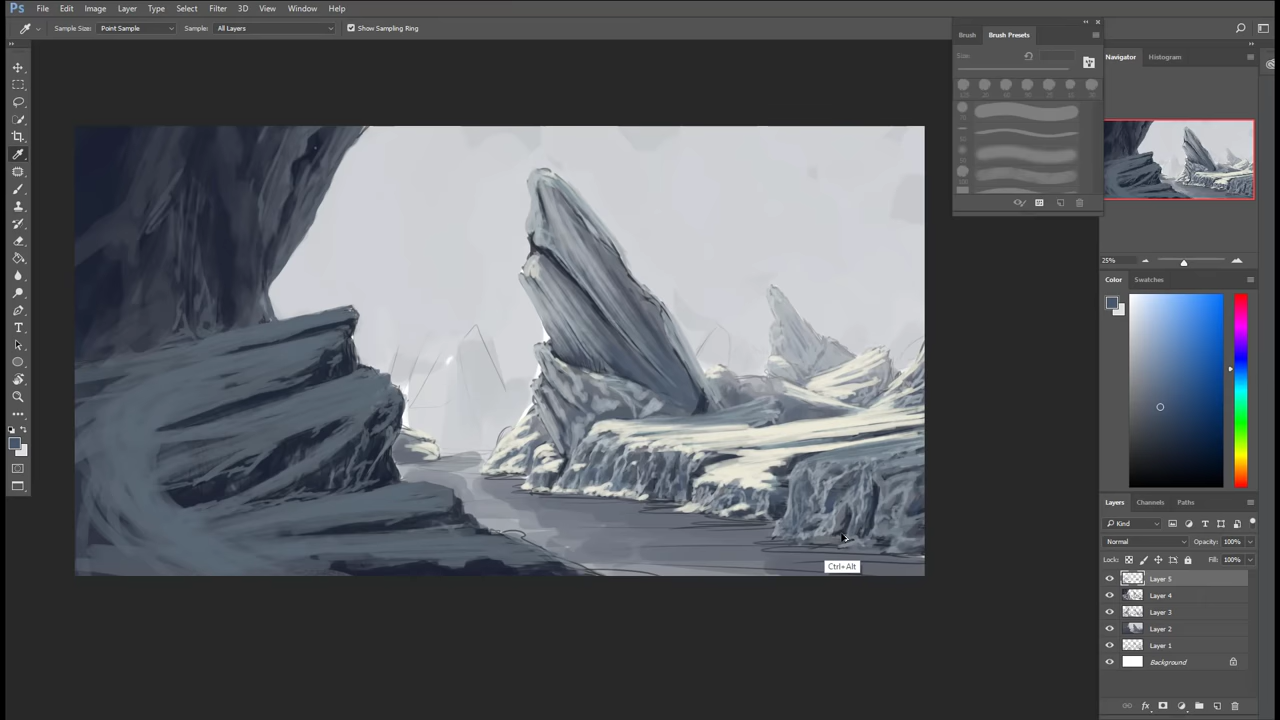 Ps File Edit Image Layer Type Select Filter 3D View Window Help
Sample Size: Point Sample Sample: All Layers Show Sampling Ring
Brush Brush Presets
Size:
Navigator Histogram
25%
Color Swatches
Layers Channels Paths
Kind
Normal Opacity: 100%
Lock: Fill: 100%
Layer 5
Layer 4
Layer 3
Layer 2
Layer 1
Background
Ctrl+Alt